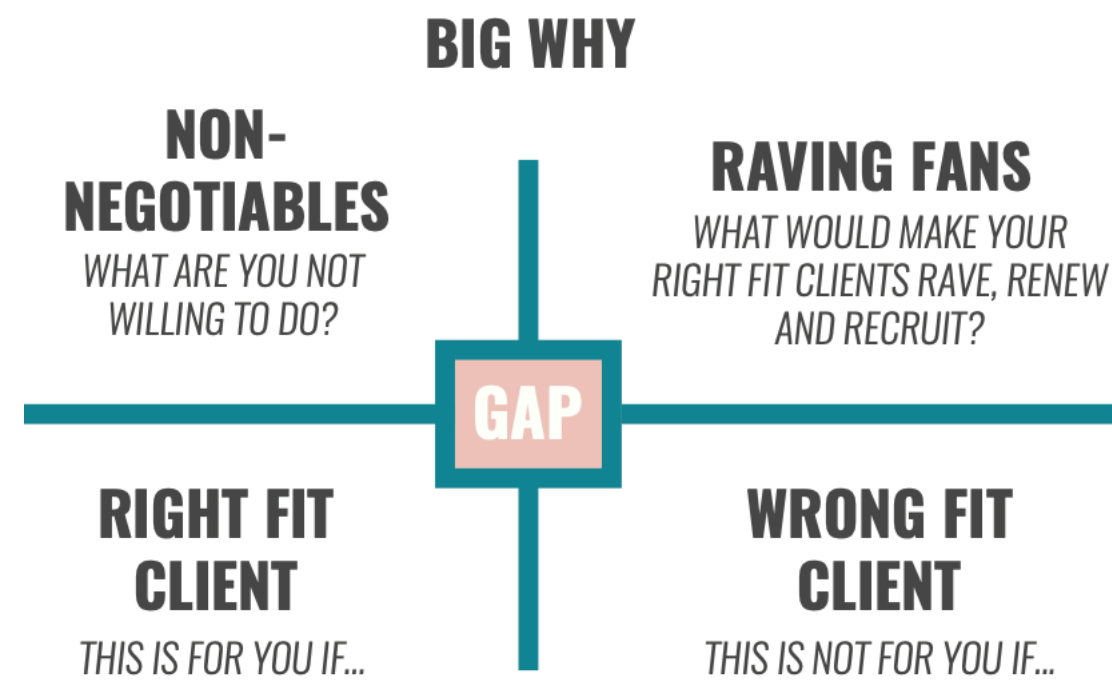 BIG WHY
NON-
NEGOTIABLES
WHAT ARE YOU NOT
WILLING TO DO?
RAVING FANS
WHAT WOULD MAKE YOUR
RIGHT FIT CLIENTS RAVE, RENEW
AND RECRUIT?
GAP
RIGHT FIT
CLIENT
THIS IS FOR YOU IF...
WRONG FIT
CLIENT
THIS IS NOT FOR YOU IF...